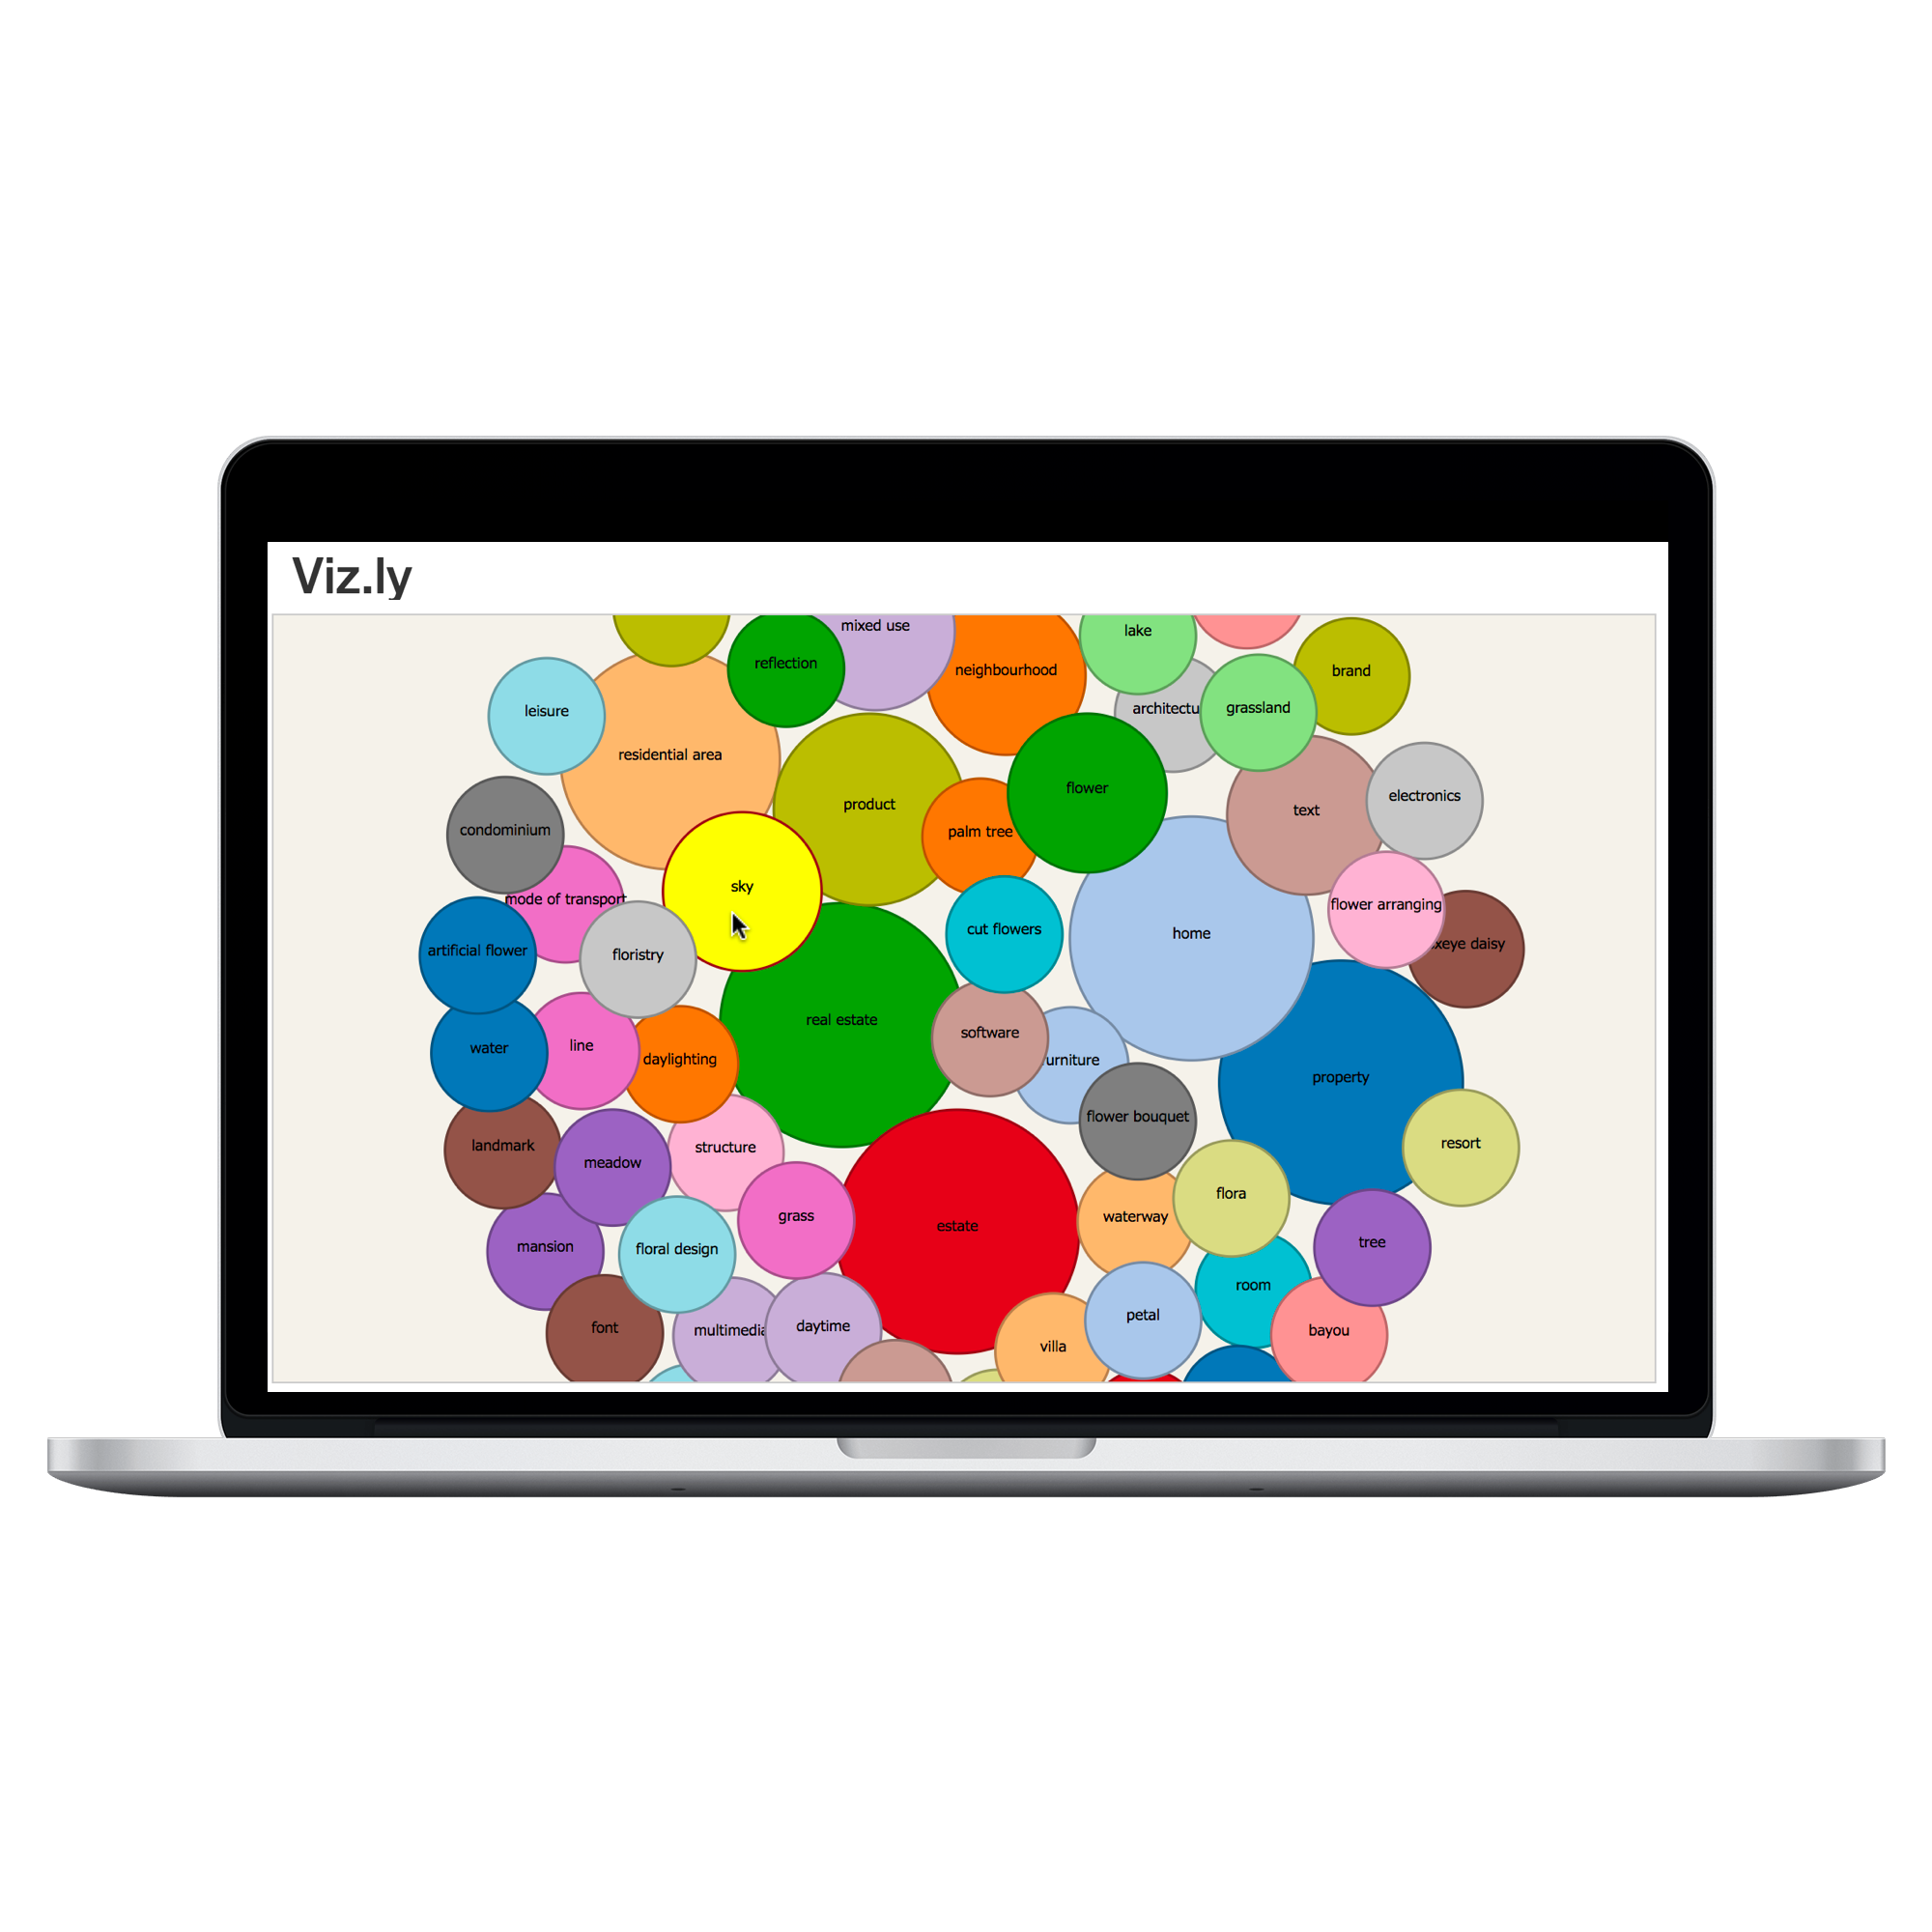 Viz.ly
mixed use
lake
reflection
neighbourhood
brand
leisure
architectu
grassland
residential area
flower
product
text
electronics
condominium
palm tree
sky
mode of transport
flower arranging
cut flowers
home
xeye daisy
artificial flower
floristry
real estate
software
water
line
daylighting
urniture
property
flower bouquet
landmark
structure
resort
meadow
flora
grass
waterway
estate
tree
mansion
floral design
room
petal
font
multimedia
daytime
bayou
villa